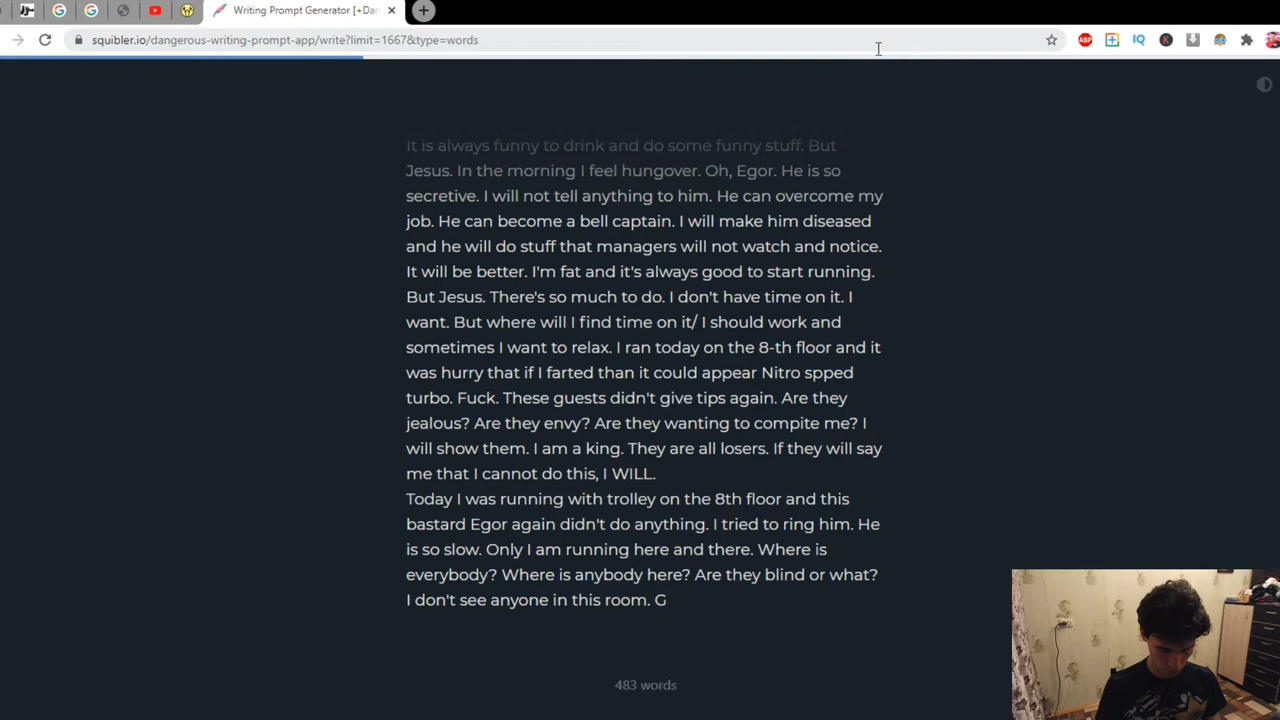 Writing Prompt Generator [+Dan
squibler.io/dangerous-writing-prompt-app/write?limit=1667&type=words
ABP
IQ
K
It is always funny to drink and do some funny stuff. But
Jesus. In the morning I feel hungover. Oh, Egor. He is so
secretive. I will not tell anything to him. He can overcome my
job. He can become a bell captain. I will make him diseased
and he will do stuff that managers will not watch and notice.
It will be better. I'm fat and it's always good to start running.
But Jesus. There's so much to do. I don't have time on it. I
want. But where will I find time on it/ I should work and
sometimes I want to relax. I ran today on the 8-th floor and it
was hurry that if I farted than it could appear Nitro spped
turbo. Fuck. These guests didn't give tips again. Are they
jealous? Are they envy? Are they wanting to compite me? I
will show them. I am a king. They are all losers. If they will say
me that I cannot do this, I WILL.
Today I was running with trolley on the 8th floor and this
bastard Egor again didn't do anything. I tried to ring him. He
is so slow. Only I am running here and there. Where is
everybody? Where is anybody here? Are they blind or what?
I don't see anyone in this room. G
483 words